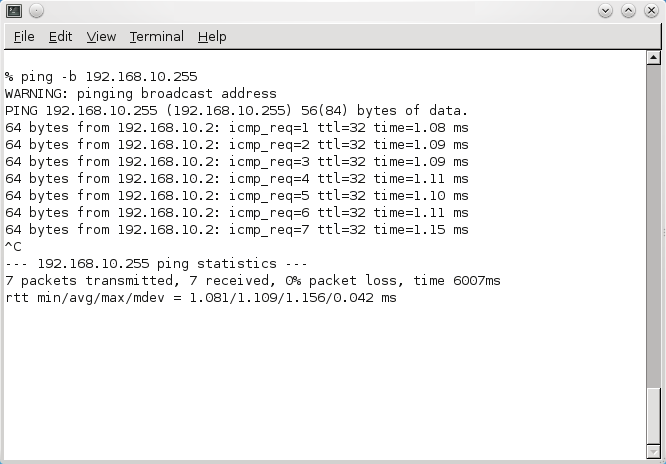 File Edit View Terminal Help
% ping -b 192.168.10.255
WARNING: pinging broadcast address
PING 192.168.10.255 (192.168.10.255) 56(84) bytes of data.
64 bytes from 192.168.10.2: icmp_req=1 ttl=32 time=1.08 ms
64 bytes from 192.168.10.2: icmp_req=2 ttl=32 time=1.09 ms
64 bytes from 192.168.10.2: icmp_req=3 ttl=32 time=1.09 ms
64 bytes from 192.168.10.2: icmp_req=4 ttl=32 time=1.11 ms
64 bytes from 192.168.10.2: icmp_req=5 ttl=32 time=1.10 ms
64 bytes from 192.168.10.2: icmp_req=6 ttl=32 time=1.11 ms
64 bytes from 192.168.10.2: icmp_req=7 ttl=32 time=1.15 ms
^C
--- 192.168.10.255 ping statistics ---
7 packets transmitted, 7 received, 0% packet loss, time 6007ms
rtt min/avg/max/mdev = 1.081/1.109/1.156/0.042 ms